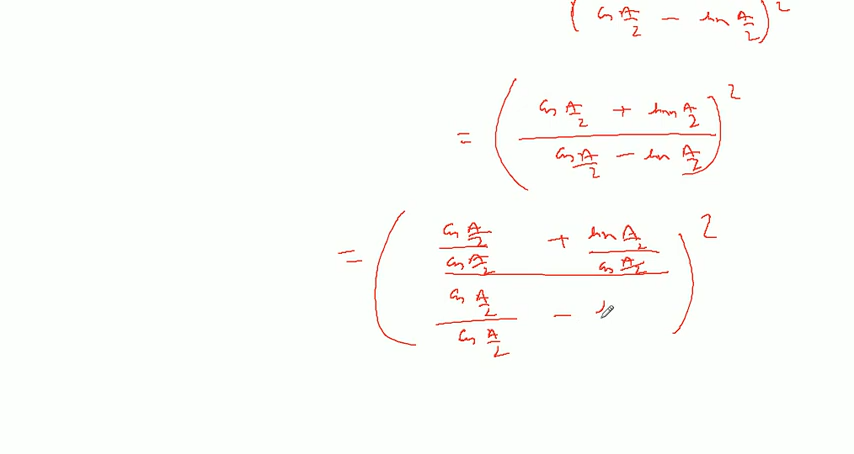 (cos A/2 - sin A/2)^2
= ( (cos A/2 + sin A/2) / (cos A/2 - sin A/2) )^2
= ( ( (cos A/2)/(cos A/2) + (sin A/2)/(cos A/2) ) / ( (cos A/2)/(cos A/2) - ) )^2